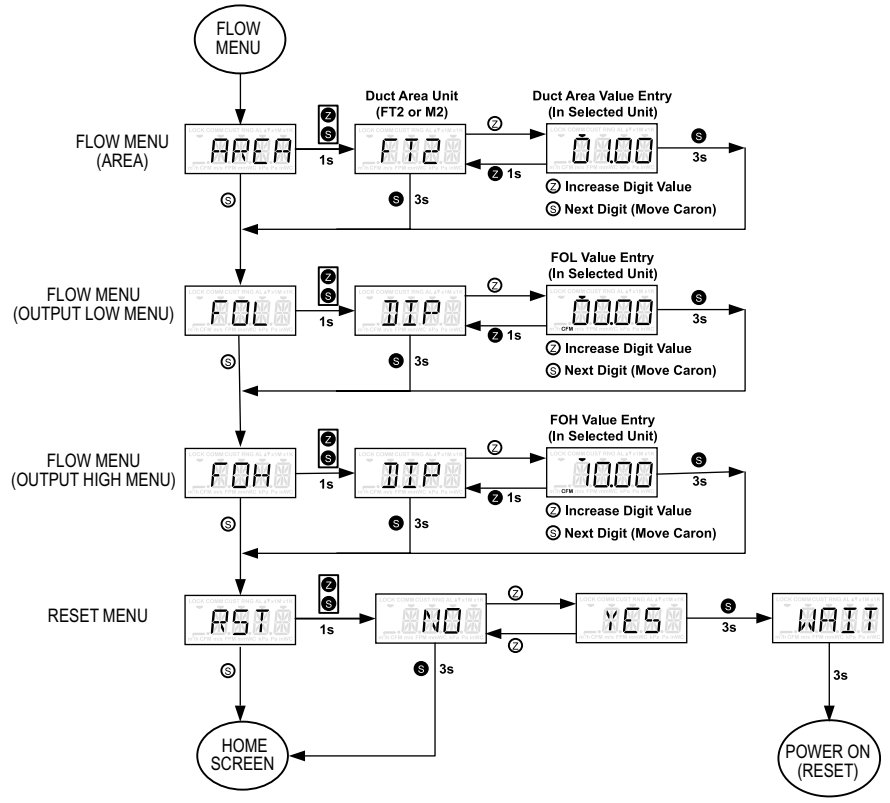 FLOW
MENU
Duct Area Unit
(FT2 or M2)
Duct Area Value Entry
(In Selected Unit)
FLOW MENU
(AREA)
LOCK COMM CUST RNG AL
AREA
Z
S
1s
FT2
Z
Z 1s
01.00
S
3s
Z Increase Digit Value
S Next Digit (Move Caron)
S
S 3s
FOL Value Entry
(In Selected Unit)
FLOW MENU
(OUTPUT LOW MENU)
FOL
Z
S
1s
DIP
Z
Z 1s
00.00
CFM
S
3s
Z Increase Digit Value
S Next Digit (Move Caron)
S
S 3s
FOH Value Entry
(In Selected Unit)
FLOW MENU
(OUTPUT HIGH MENU)
FOH
Z
S
1s
DIP
Z
Z 1s
10.00
CFM
S
3s
Z Increase Digit Value
S Next Digit (Move Caron)
S
S 3s
RESET MENU
RST
Z
S
1s
NO
Z
Z
YES
S
3s
WAIT
S
S 3s
3s
HOME
SCREEN
POWER ON
(RESET)